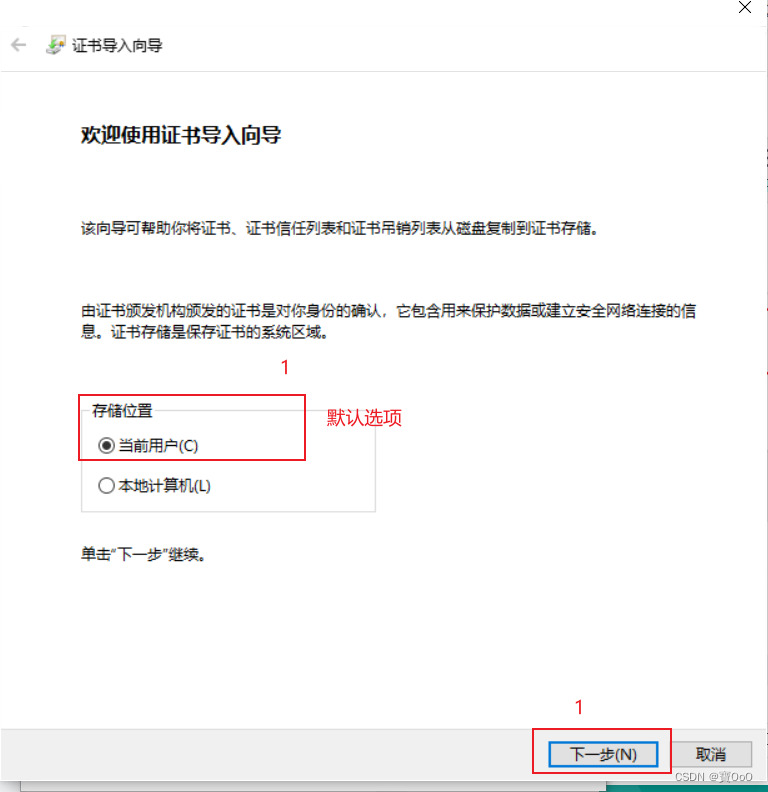 证书导入向导
欢迎使用证书导入向导
该向导可帮助你将证书、证书信任列表和证书吊销列表从磁盘复制到证书存储。
由证书颁发机构颁发的证书是对你身份的确认，它包含用来保护数据或建立安全网络连接的信
息。证书存储是保存证书的系统区域。
1
存储位置
默认选项
当前用户(C)
本地计算机(L)
单击“下一步”继续。
1
下一步(N)
取消
CSDN @寶OoO